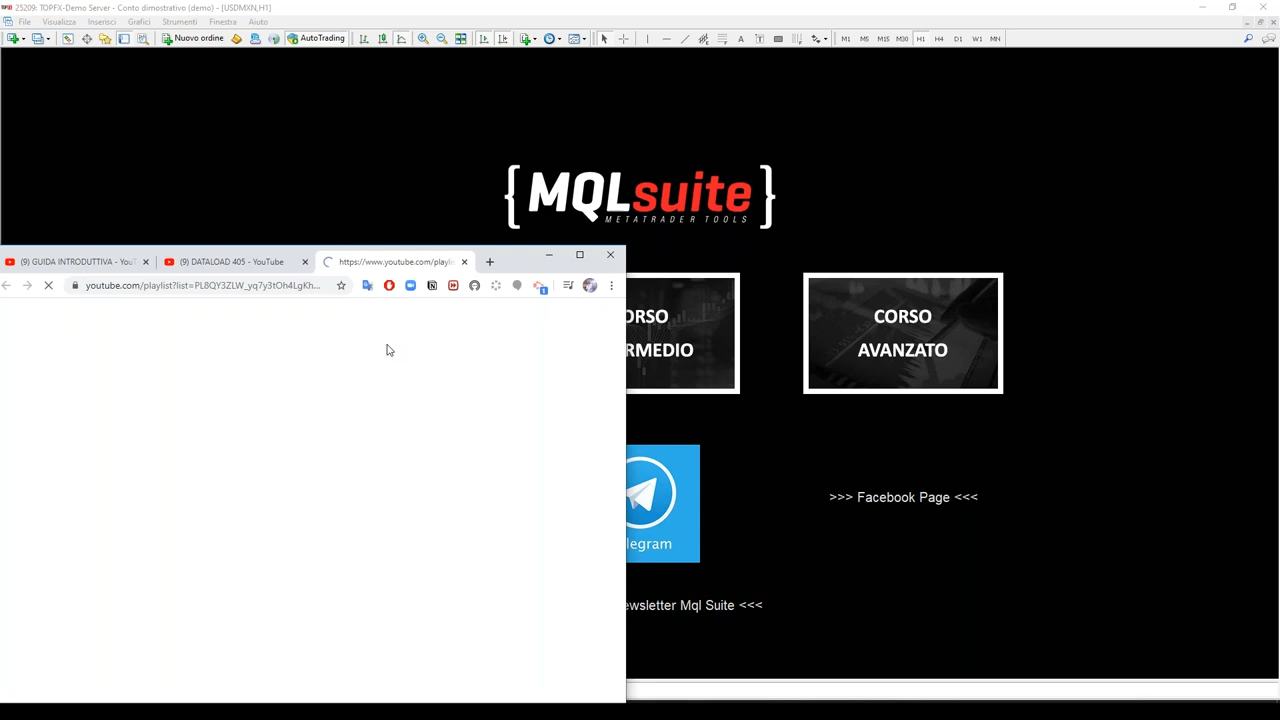 25209: TOPFX-Demo Server - Conto dimostrativo (demo) - [USDMXN,H1]
File Visualizza Inserisci Grafici Strumenti Finestra Aiuto
Nuovo ordine AutoTrading A T M1 M5 M15 M30 H1 H4 D1 W1 MN
{MQLsuite}
METATRADER TOOLS
(9) GUIDA INTRODUTTIVA - YouT (9) DATALOAD 405 - YouTube https://www.youtube.com/playli
youtube.com/playlist?list=PL8QY3ZLW_yq7y3tOh4LgKh...
ORSO
RMEDIO
CORSO
AVANZATO
legram
>>> Facebook Page <<<
ewsletter Mql Suite <<<